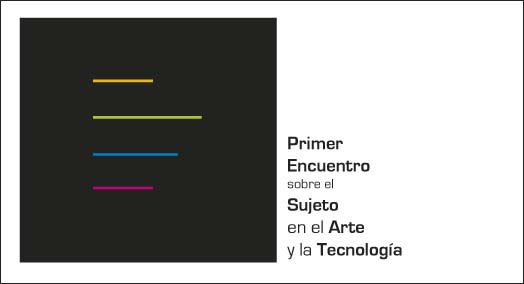 Primer
Encuentro
sobre el
Sujeto
en el Arte
y la Tecnología